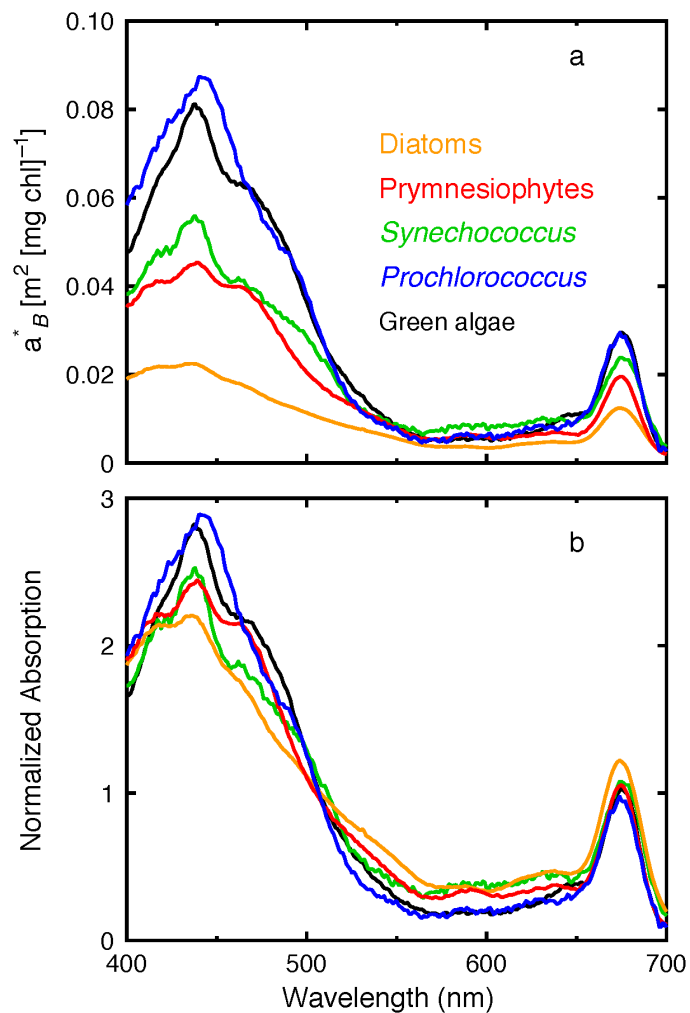 0.10
0.08
0.06
0.04
0.02
0
a*B [m2 [mg chl]−1]
a
Diatoms
Prymnesiophytes
Synechococcus
Prochlorococcus
Green algae
3
2
1
0
Normalized Absorption
b
400 500 600 700
Wavelength (nm)